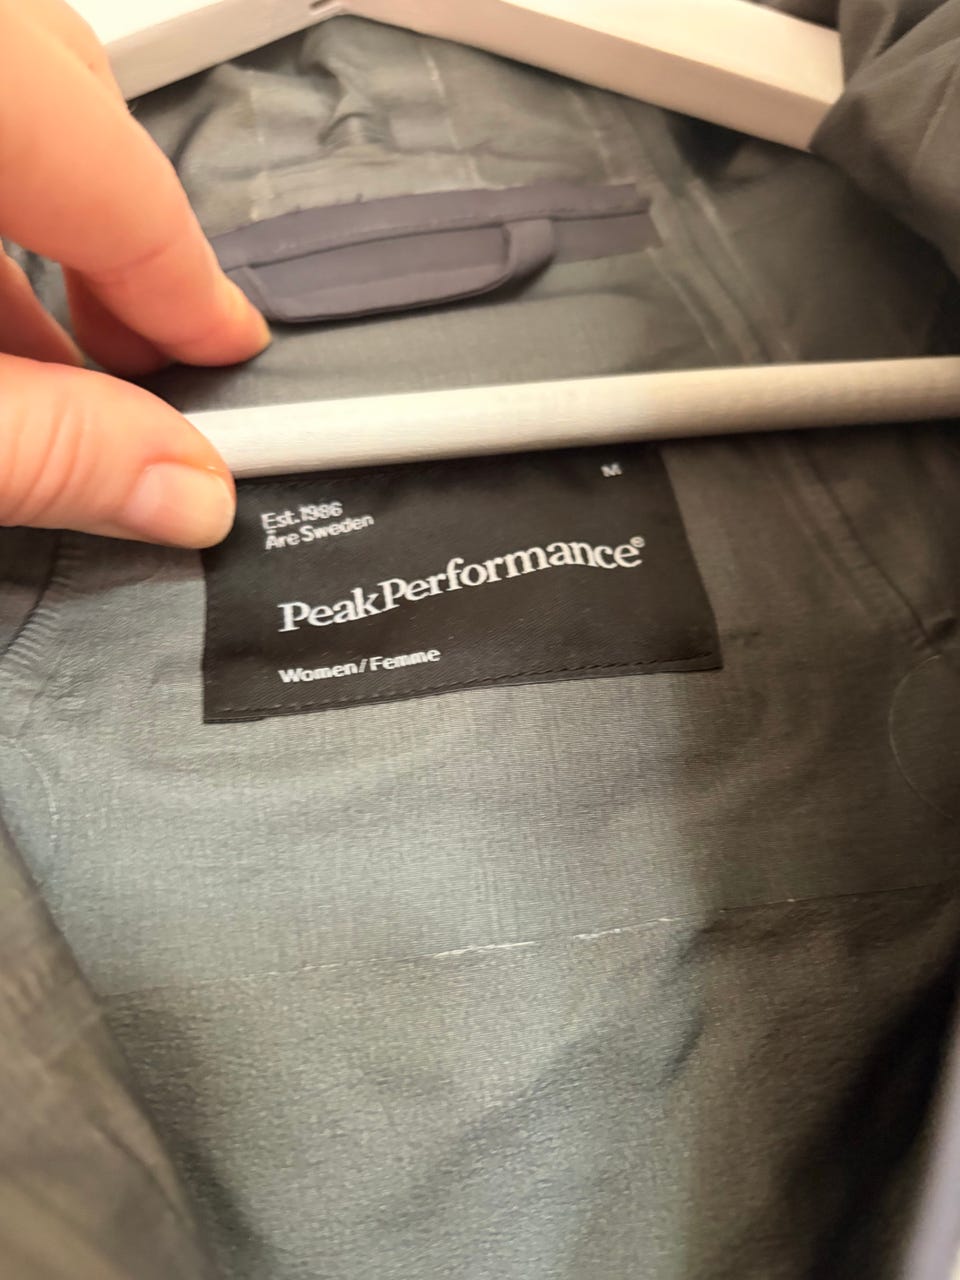 M
Est.1986
Åre Sweden
PeakPerformance®
Women/Femme